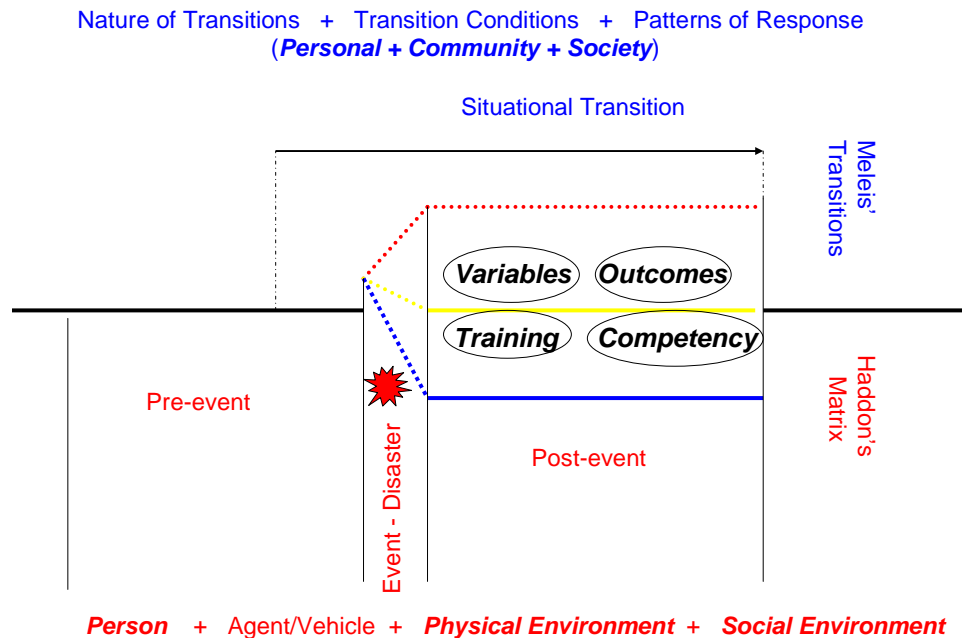 Nature of Transitions + Transition Conditions + Patterns of Response
(Personal + Community + Society)
Situational Transition
Meleis'
Transitions
Variables
Outcomes
Training
Competency
Pre-event
Event - Disaster
Post-event
Haddon's
Matrix
Person + Agent/Vehicle + Physical Environment + Social Environment